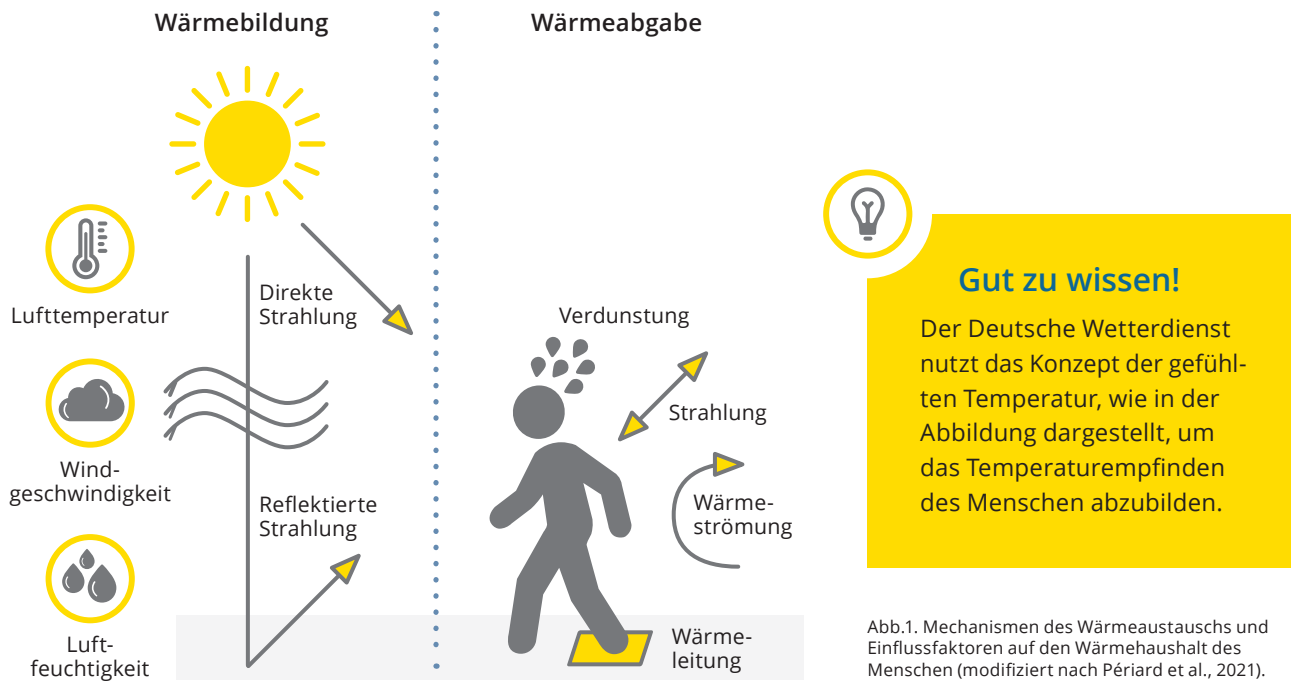 Wärmebildung
Wärmeabgabe
Lufttemperatur
Wind-
geschwindigkeit
Luft-
feuchtigkeit
Direkte
Strahlung
Reflektierte
Strahlung
Verdunstung
Strahlung
Wärme-
strömung
Wärme-
leitung
Gut zu wissen!
Der Deutsche Wetterdienst
nutzt das Konzept der gefühl-
ten Temperatur, wie in der
Abbildung dargestellt, um
das Temperaturempfinden
des Menschen abzubilden.
Abb.1. Mechanismen des Wärmeaustauschs und
Einflussfaktoren auf den Wärmehaushalt des
Menschen (modifiziert nach Périard et al., 2021).